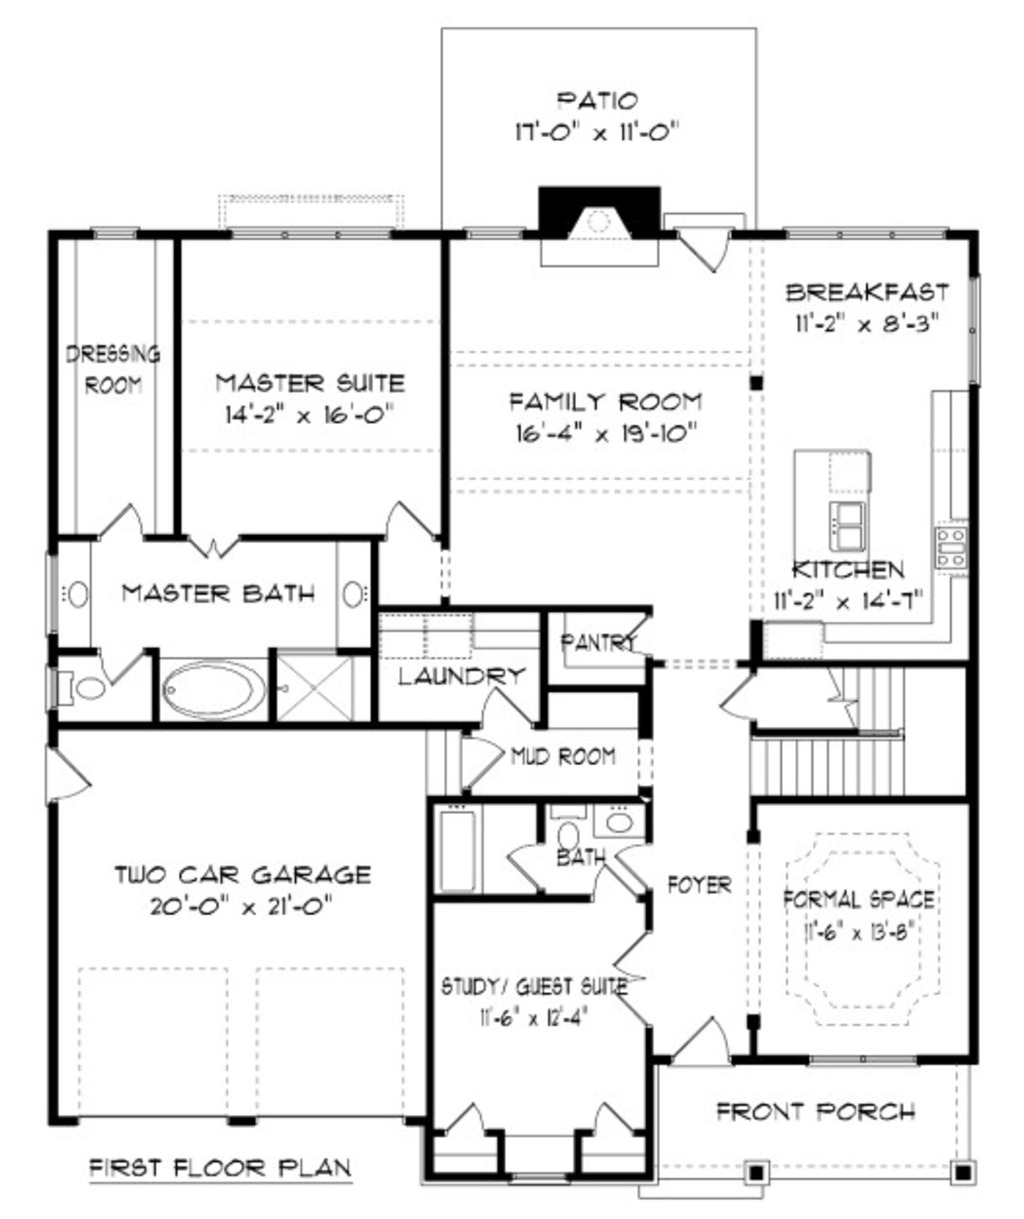 PATIO
17'-0" x 11'-0"
BREAKFAST
11'-2" x 8'-3"
DRESSING
ROOM
MASTER SUITE
14'-2" x 16'-0"
FAMILY ROOM
16'-4" x 19'-10"
KITCHEN
11'-2" x 14'-7"
MASTER BATH
PANTRY
LAUNDRY
MUD ROOM
TWO CAR GARAGE
20'-0" x 21'-0"
BATH
FOYER
FORMAL SPACE
11'-6" x 13'-8"
STUDY/ GUEST SUITE
11'-6" x 12'-4"
FRONT PORCH
FIRST FLOOR PLAN